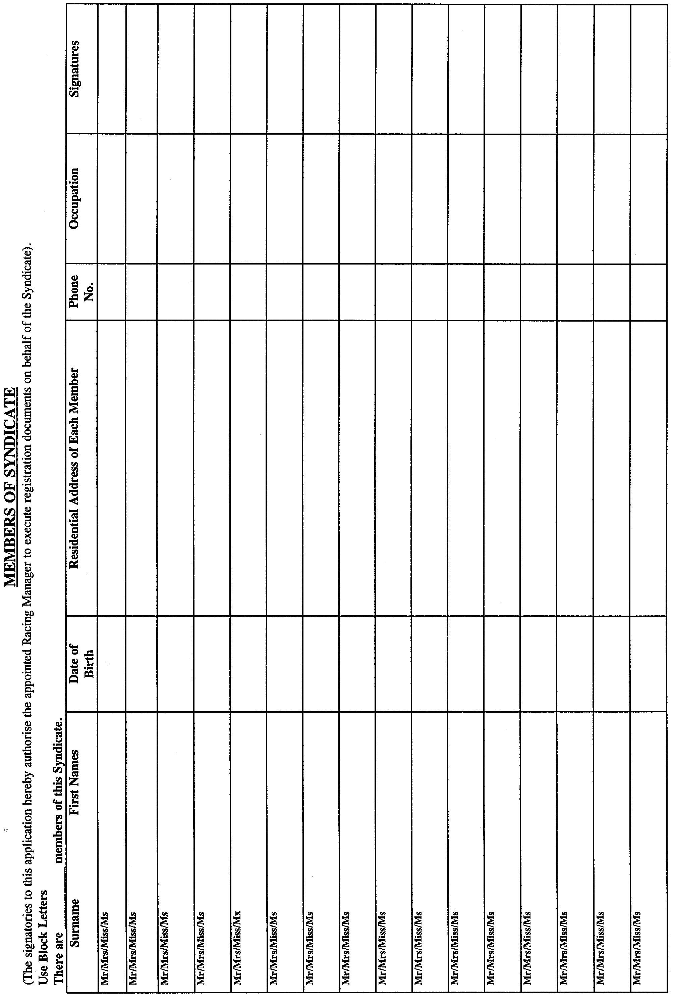 MEMBERS OF SYNDICATE
(The signatories to this application hereby authorise the appointed Racing Manager to execute registration documents on behalf of the Syndicate).
Use Block Letters
There are ________ members of this Syndicate.
Surname First Names Date of Birth Residential Address of Each Member Phone No. Occupation Signatures
Mr/Mrs/Miss/Ms
Mr/Mrs/Miss/Ms
Mr/Mrs/Miss/Ms
Mr/Mrs/Miss/Ms
Mr/Mrs/Miss/Mx
Mr/Mrs/Miss/Ms
Mr/Mrs/Miss/Ms
Mr/Mrs/Miss/Ms
Mr/Mrs/Miss/Ms
Mr/Mrs/Miss/Ms
Mr/Mrs/Miss/Ms
Mr/Mrs/Miss/Ms
Mr/Mrs/Miss/Ms
Mr/Mrs/Miss/Ms
Mr/Mrs/Miss/Ms
Mr/Mrs/Miss/Ms